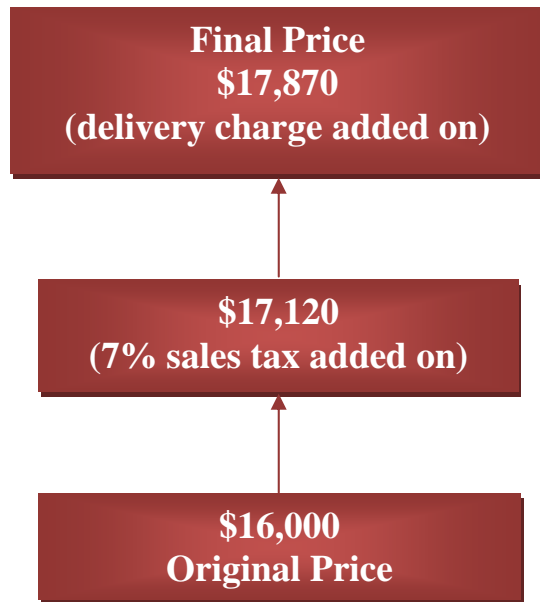 Final Price
$17,870
(delivery charge added on)
$17,120
(7% sales tax added on)
$16,000
Original Price